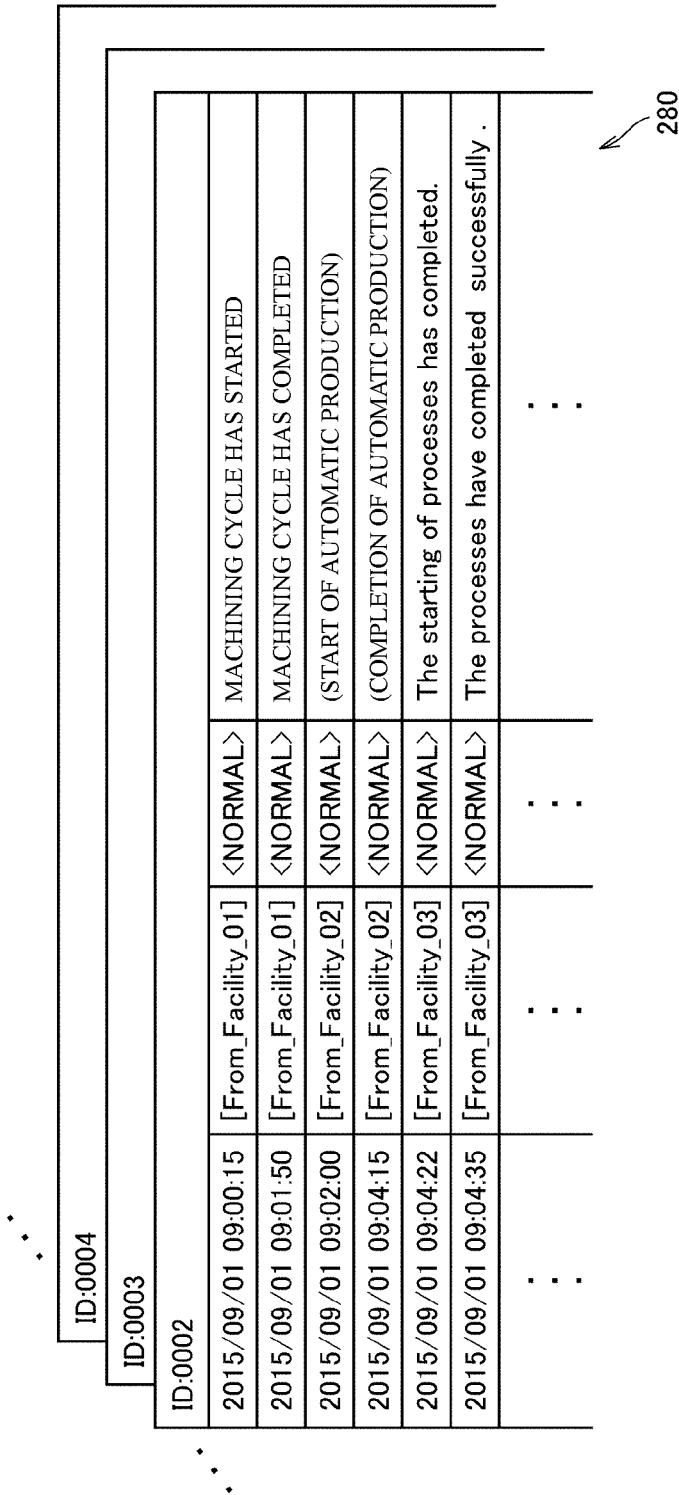 ID:0004
ID:0003
ID:0002
2015/09/01 09:00:15 [From_Facility_01] <NORMAL> MACHINING CYCLE HAS STARTED
2015/09/01 09:01:50 [From_Facility_01] <NORMAL> MACHINING CYCLE HAS COMPLETED
2015/09/01 09:02:00 [From_Facility_02] <NORMAL> (START OF AUTOMATIC PRODUCTION)
2015/09/01 09:04:15 [From_Facility_02] <NORMAL> (COMPLETION OF AUTOMATIC PRODUCTION)
2015/09/01 09:04:22 [From_Facility_03] <NORMAL> The starting of processes has completed.
2015/09/01 09:04:35 [From_Facility_03] <NORMAL> The processes have completed successfully .
280